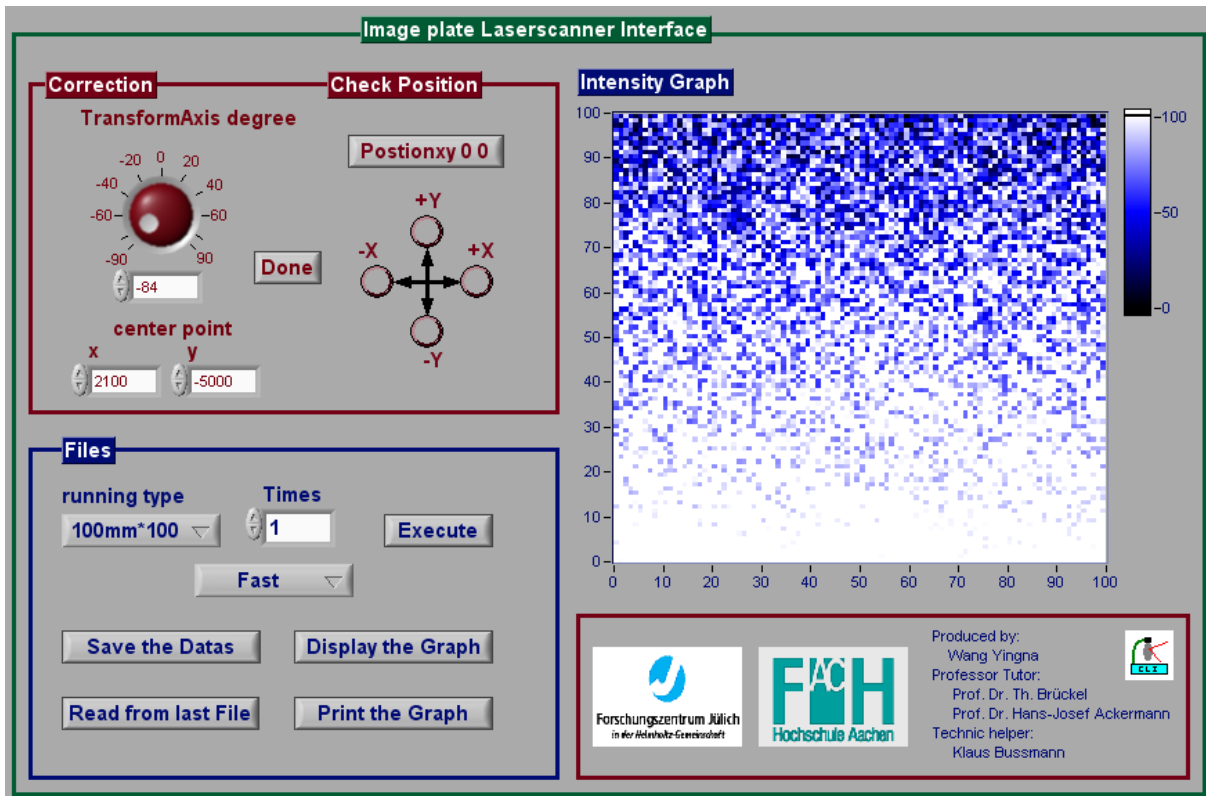 Image plate Laserscanner Interface
Correction
Check Position
TransformAxis degree
-20 0 20
-40 40
-60 60
-90 90
-84
Done
center point
x y
2100 -5000
Postionxy 0 0
+Y
-X +X
-Y
Files
running type
Times
100mm*100
1
Execute
Fast
Save the Datas
Display the Graph
Read from last File
Print the Graph
Intensity Graph
100
90
80
70
60
50
40
30
20
10
0
0 10 20 30 40 50 60 70 80 90 100
100
50
0
Forschungszentrum Jülich
in der Helmholtz-Gemeinschaft
FACH
Hochschule Aachen
Produced by:
Wang Yingna
Professor Tutor:
Prof. Dr. Th. Brückel
Prof. Dr. Hans-Josef Ackermann
Technic helper:
Klaus Bussmann